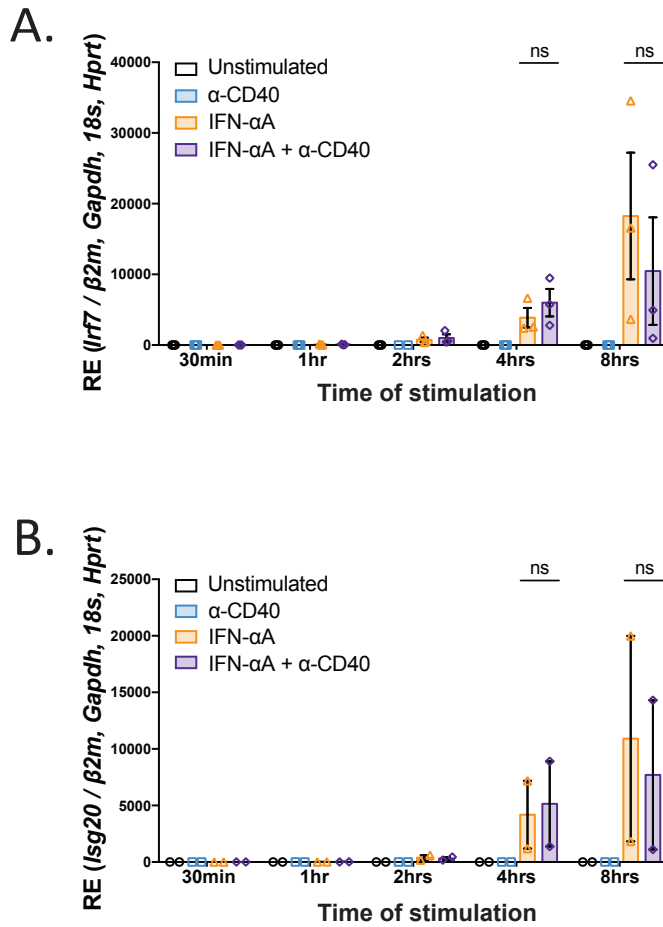 A.
RE (Irf7 / β2m, Gapdh, 18s, Hprt)
40000
30000
20000
10000
0
Unstimulated
α-CD40
IFN-αA
IFN-αA + α-CD40
ns
ns
30min
1hr
2hrs
4hrs
8hrs
Time of stimulation
B.
RE (Isg20 / β2m, Gapdh, 18s, Hprt)
25000
20000
15000
10000
5000
0
Unstimulated
α-CD40
IFN-αA
IFN-αA + α-CD40
ns
ns
30min
1hr
2hrs
4hrs
8hrs
Time of stimulation